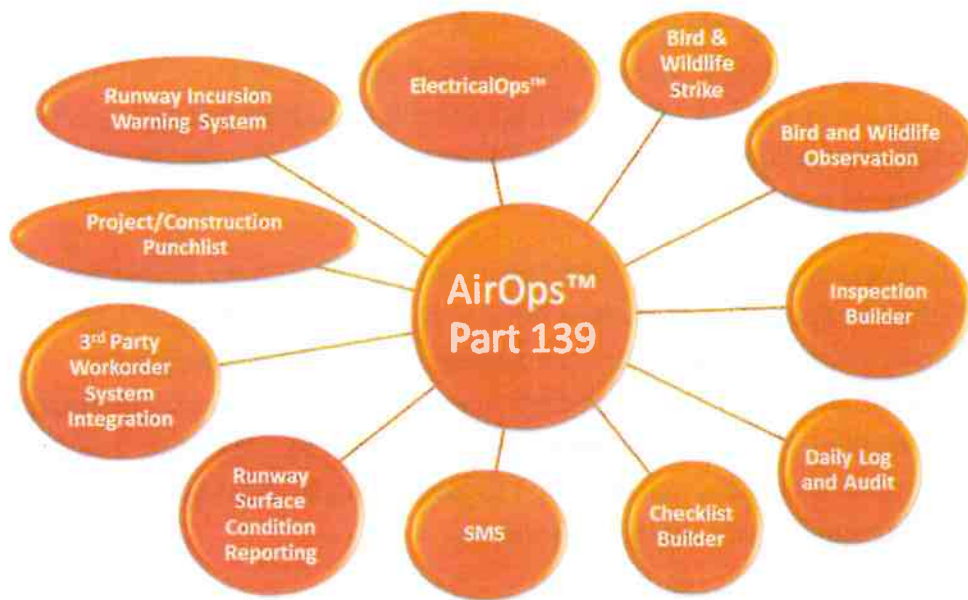 Runway Incursion
Warning System
ElectricalOps™
Bird &
Wildlife
Strike
Bird and Wildlife
Observation
Project/Construction
Punchlist
AirOps™
Part 139
Inspection
Builder
3rd Party
Workorder
System
Integration
Daily Log
and Audit
Runway
Surface
Condition
Reporting
SMS
Checklist
Builder